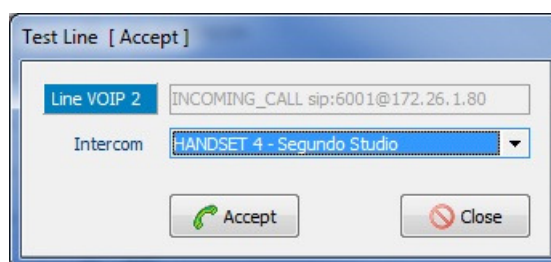 Test Line [ Accept ]
Line VOIP 2 INCOMING_CALL sip:6001@172.26.1.80
Intercom HANDSET 4 - Segundo Studio
Accept Close